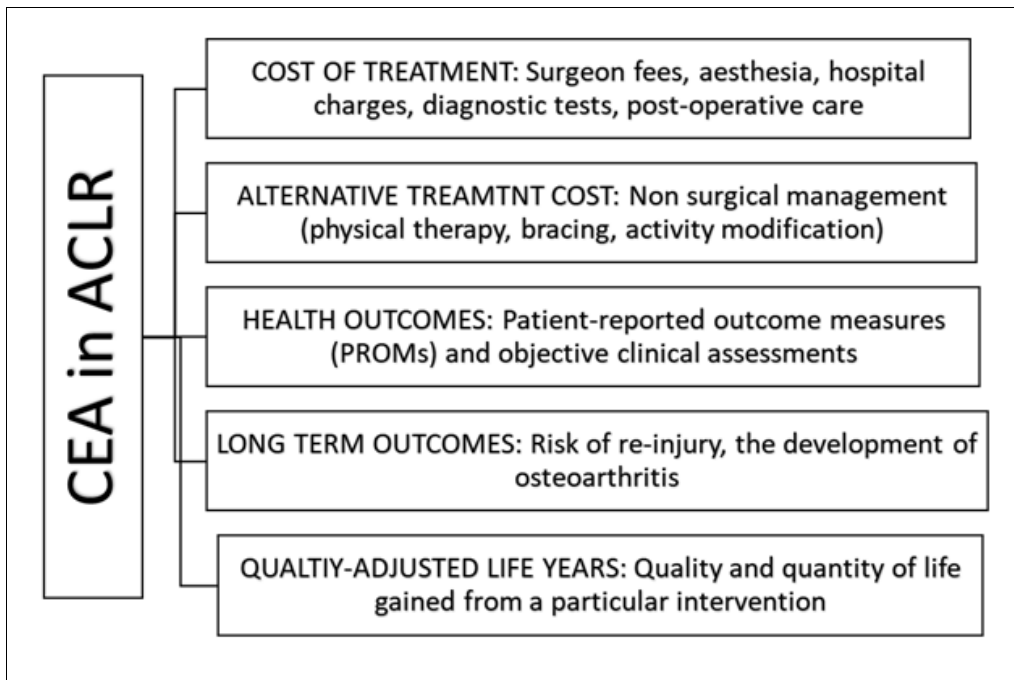 CEA in ACLR
COST OF TREATMENT: Surgeon fees, aesthesia, hospital
charges, diagnostic tests, post-operative care
ALTERNATIVE TREAMTNT COST: Non surgical management
(physical therapy, bracing, activity modification)
HEALTH OUTCOMES: Patient-reported outcome measures
(PROMs) and objective clinical assessments
LONG TERM OUTCOMES: Risk of re-injury, the development of
osteoarthritis
QUALTIY-ADJUSTED LIFE YEARS: Quality and quantity of life
gained from a particular intervention